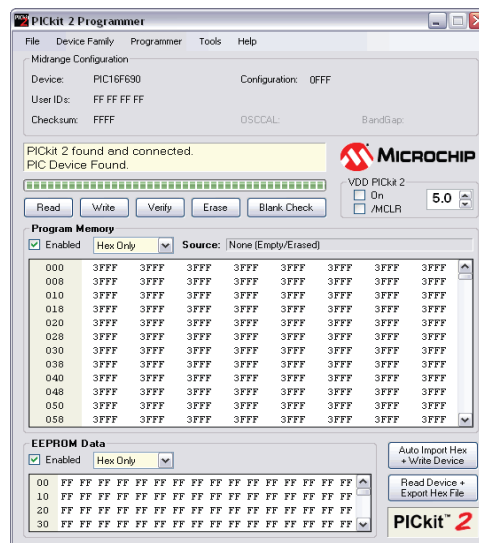 PICkit 2 Programmer
File Device Family Programmer Tools Help
Midrange Configuration
Device: PIC16F690 Configuration: 0FFF
User IDs: FF FF FF FF
Checksum: FFFF OSCCAL: BandGap:
PICkit 2 found and connected.
PIC Device Found.
MICROCHIP
Read Write Verify Erase Blank Check
VDD PICkit 2
On
/MCLR
5.0
Program Memory
Enabled Hex Only Source: None (Empty/Erased)
000 3FFF 3FFF 3FFF 3FFF 3FFF 3FFF 3FFF 3FFF
008 3FFF 3FFF 3FFF 3FFF 3FFF 3FFF 3FFF 3FFF
010 3FFF 3FFF 3FFF 3FFF 3FFF 3FFF 3FFF 3FFF
018 3FFF 3FFF 3FFF 3FFF 3FFF 3FFF 3FFF 3FFF
020 3FFF 3FFF 3FFF 3FFF 3FFF 3FFF 3FFF 3FFF
028 3FFF 3FFF 3FFF 3FFF 3FFF 3FFF 3FFF 3FFF
030 3FFF 3FFF 3FFF 3FFF 3FFF 3FFF 3FFF 3FFF
038 3FFF 3FFF 3FFF 3FFF 3FFF 3FFF 3FFF 3FFF
040 3FFF 3FFF 3FFF 3FFF 3FFF 3FFF 3FFF 3FFF
048 3FFF 3FFF 3FFF 3FFF 3FFF 3FFF 3FFF 3FFF
050 3FFF 3FFF 3FFF 3FFF 3FFF 3FFF 3FFF 3FFF
058 3FFF 3FFF 3FFF 3FFF 3FFF 3FFF 3FFF 3FFF
EEPROM Data
Enabled Hex Only
00 FF FF FF FF FF FF FF FF FF FF FF FF FF FF FF FF
10 FF FF FF FF FF FF FF FF FF FF FF FF FF FF FF FF
20 FF FF FF FF FF FF FF FF FF FF FF FF FF FF FF FF
30 FF FF FF FF FF FF FF FF FF FF FF FF FF FF FF FF
Auto Import Hex
+ Write Device
Read Device +
Export Hex File
PICkit™ 2